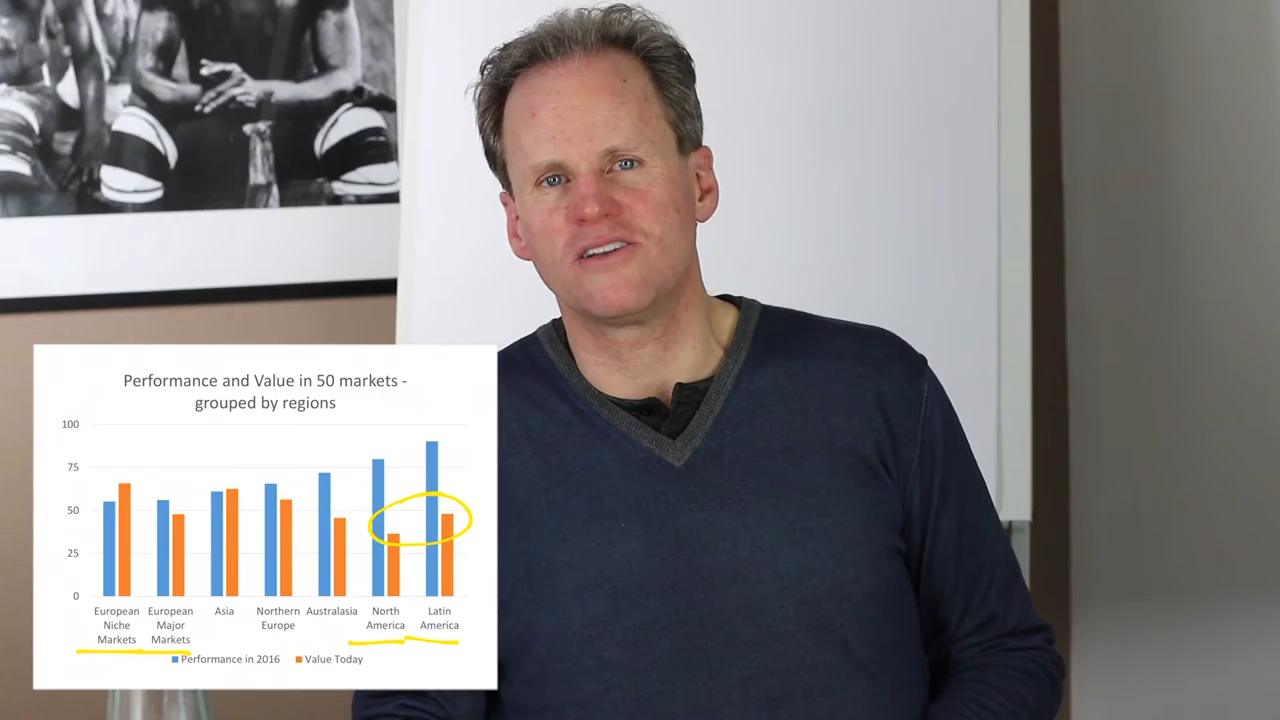 Performance and Value in 50 markets -
grouped by regions
100
75
50
25
0
European Niche Markets
European Major Markets
Asia
Northern Europe
Australasia
North America
Latin America
Performance in 2016
Value Today